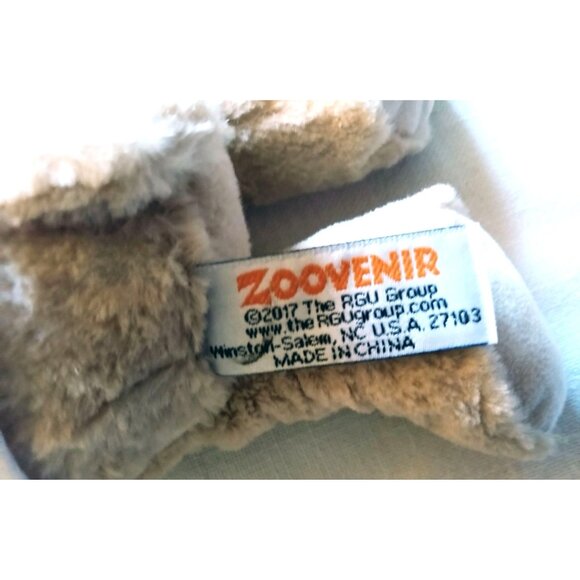 ZOOVENIR
©2017 The RGU Group
www.theRGUgroup.com
Winston-Salem, NC U.S.A. 27103
MADE IN CHINA